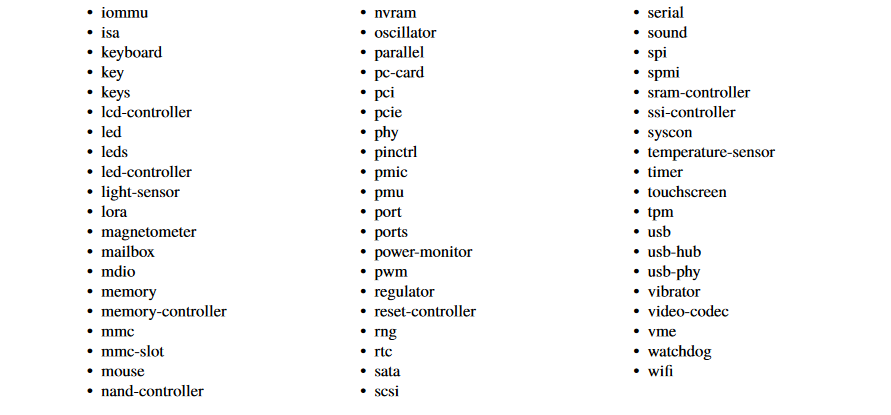 • iommu
• isa
• keyboard
• key
• keys
• lcd-controller
• led
• leds
• led-controller
• light-sensor
• lora
• magnetometer
• mailbox
• mdio
• memory
• memory-controller
• mmc
• mmc-slot
• mouse
• nand-controller
• nvram
• oscillator
• parallel
• pc-card
• pci
• pcie
• phy
• pinctrl
• pmic
• pmu
• port
• ports
• power-monitor
• pwm
• regulator
• reset-controller
• rng
• rtc
• sata
• scsi
• serial
• sound
• spi
• spmi
• sram-controller
• ssi-controller
• syscon
• temperature-sensor
• timer
• touchscreen
• tpm
• usb
• usb-hub
• usb-phy
• vibrator
• video-codec
• vme
• watchdog
• wifi